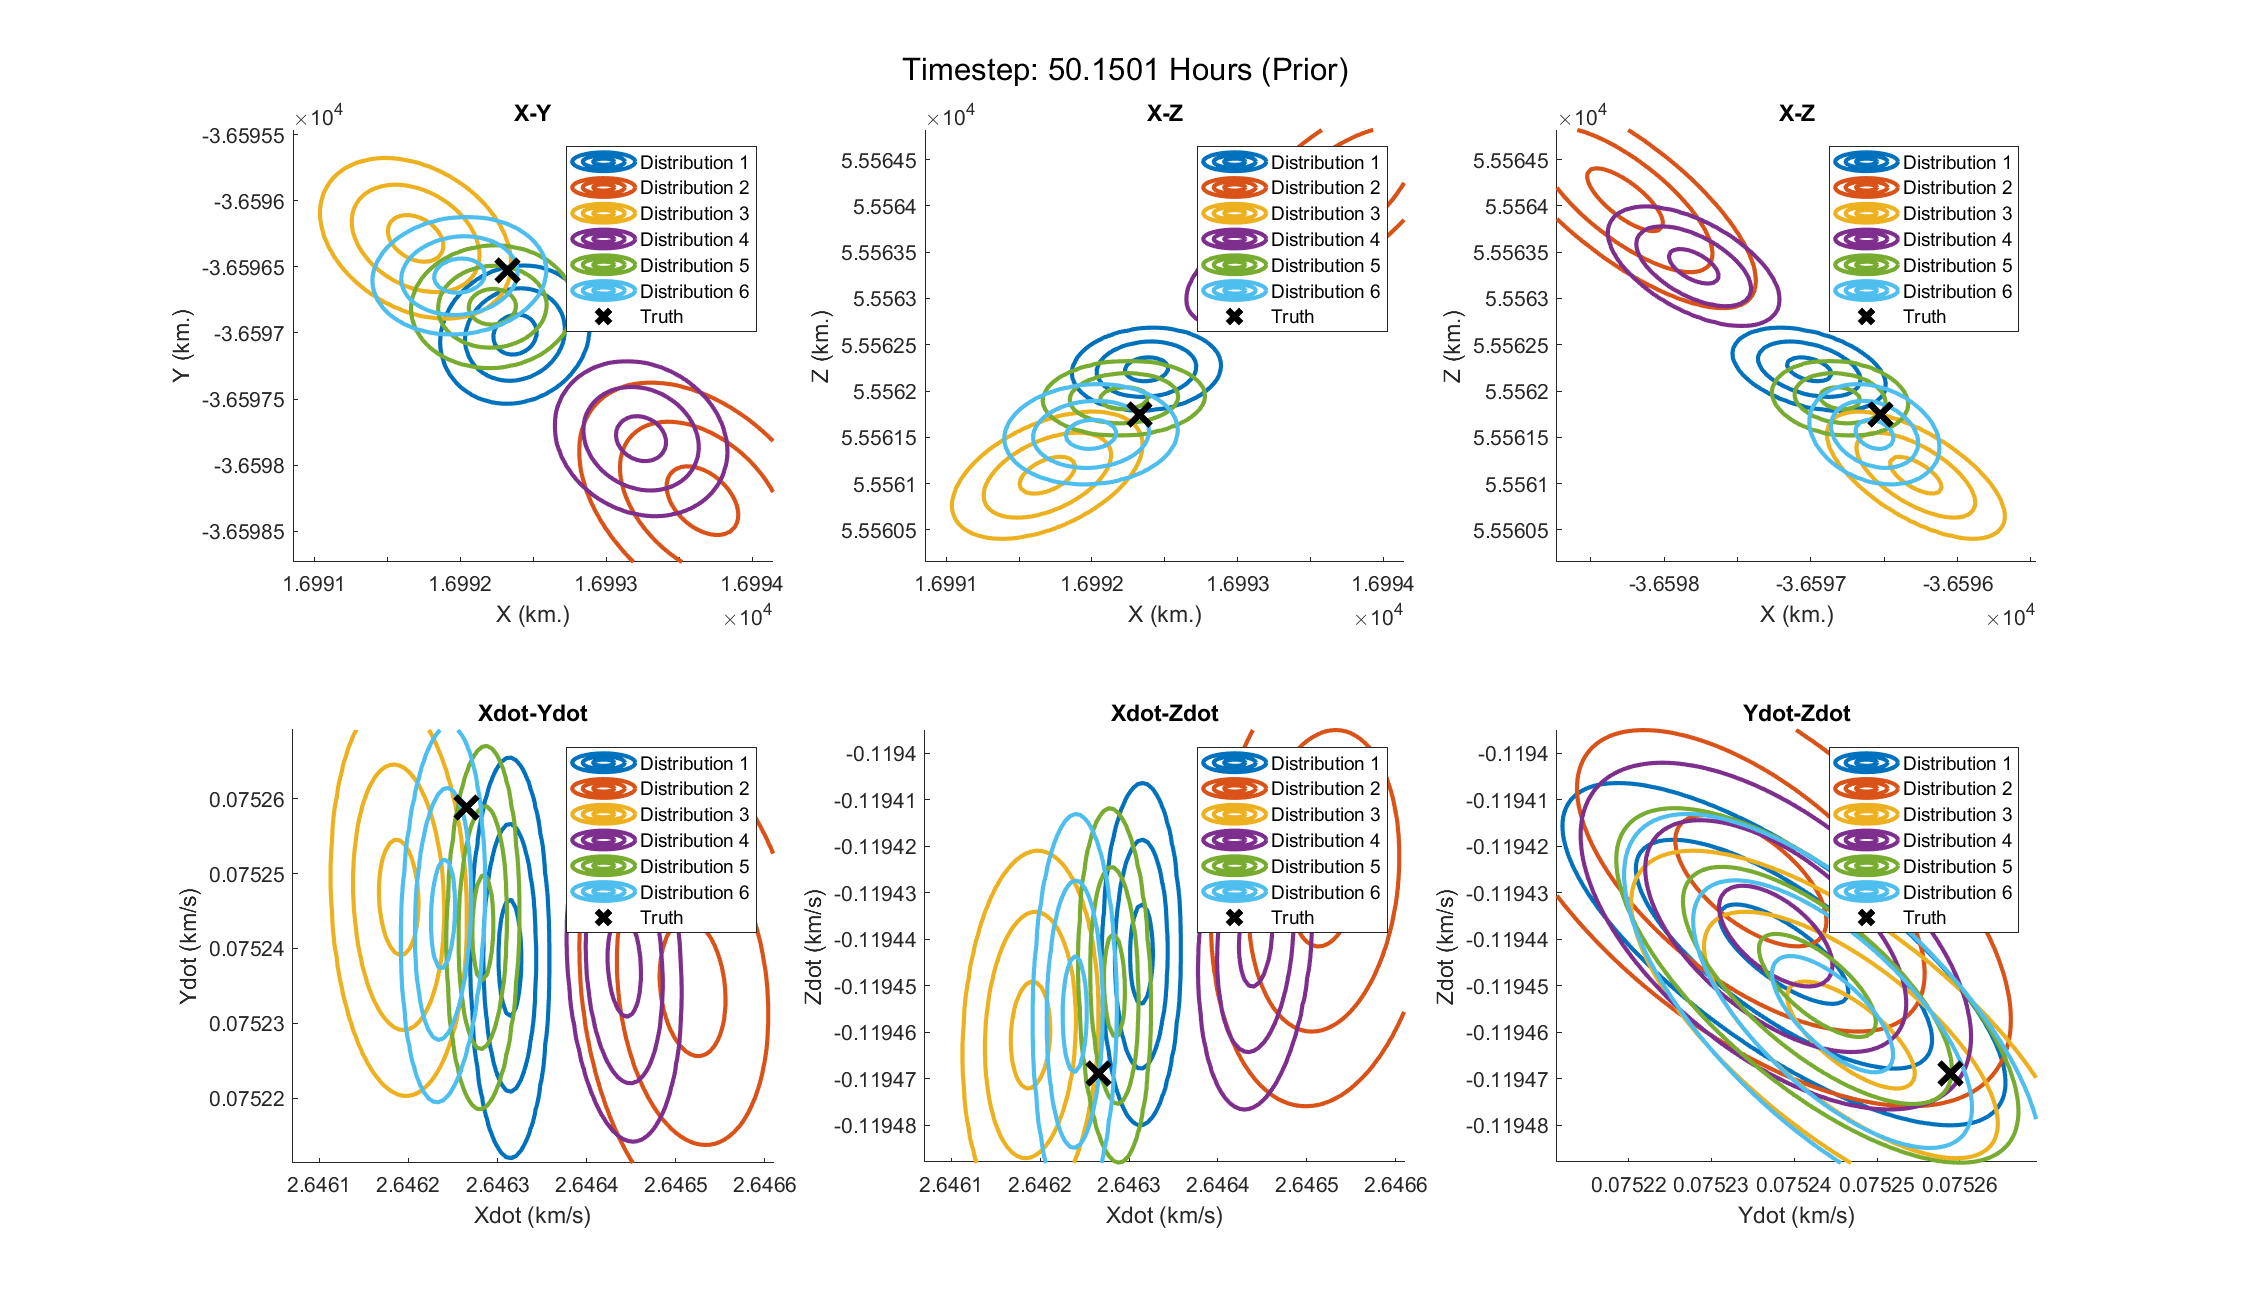 Timestep: 50.1501 Hours (Prior)
X-Y
×10^4
-3.65955
-3.6596
-3.65965
-3.6597
-3.65975
-3.6598
-3.65985
Y (km.)
1.6991
1.6992
1.6993
1.6994
X (km.)
×10^4
Distribution 1
Distribution 2
Distribution 3
Distribution 4
Distribution 5
Distribution 6
Truth
X-Z
×10^4
5.55645
5.5564
5.55635
5.5563
5.55625
5.5562
5.55615
5.5561
5.55605
Z (km.)
1.6991
1.6992
1.6993
1.6994
X (km.)
×10^4
Distribution 1
Distribution 2
Distribution 3
Distribution 4
Distribution 5
Distribution 6
Truth
X-Z
×10^4
5.55645
5.5564
5.55635
5.5563
5.55625
5.5562
5.55615
5.5561
5.55605
Z (km.)
-3.6598
-3.6597
-3.6596
X (km.)
×10^4
Distribution 1
Distribution 2
Distribution 3
Distribution 4
Distribution 5
Distribution 6
Truth
Xdot-Ydot
0.07526
0.07525
0.07524
0.07523
0.07522
Ydot (km/s)
2.6461
2.6462
2.6463
2.6464
2.6465
2.6466
Xdot (km/s)
Distribution 1
Distribution 2
Distribution 3
Distribution 4
Distribution 5
Distribution 6
Truth
Xdot-Zdot
-0.1194
-0.11941
-0.11942
-0.11943
-0.11944
-0.11945
-0.11946
-0.11947
-0.11948
Zdot (km/s)
2.6461
2.6462
2.6463
2.6464
2.6465
2.6466
Xdot (km/s)
Distribution 1
Distribution 2
Distribution 3
Distribution 4
Distribution 5
Distribution 6
Truth
Ydot-Zdot
-0.1194
-0.11941
-0.11942
-0.11943
-0.11944
-0.11945
-0.11946
-0.11947
-0.11948
Zdot (km/s)
0.07522
0.07523
0.07524
0.07525
0.07526
Ydot (km/s)
Distribution 1
Distribution 2
Distribution 3
Distribution 4
Distribution 5
Distribution 6
Truth